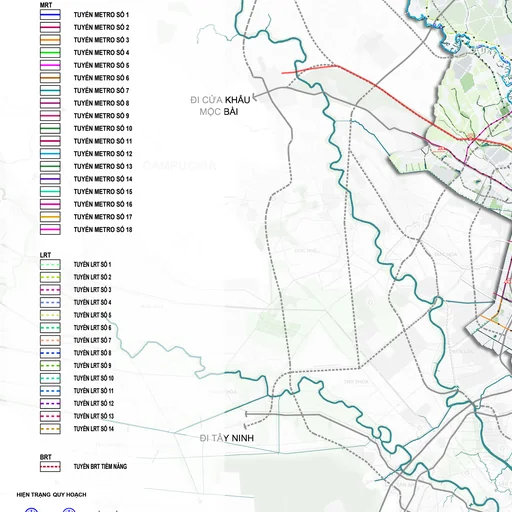 MRT
TUYẾN METRO SỐ 1
TUYẾN METRO SỐ 2
TUYẾN METRO SỐ 3
TUYẾN METRO SỐ 4
TUYẾN METRO SỐ 5
TUYẾN METRO SỐ 6
TUYẾN METRO SỐ 7
TUYẾN METRO SỐ 8
TUYẾN METRO SỐ 9
TUYẾN METRO SỐ 10
TUYẾN METRO SỐ 11
TUYẾN METRO SỐ 12
TUYẾN METRO SỐ 13
TUYẾN METRO SỐ 14
TUYẾN METRO SỐ 15
TUYẾN METRO SỐ 16
TUYẾN METRO SỐ 17
TUYẾN METRO SỐ 18
LRT
TUYẾN LRT SỐ 1
TUYẾN LRT SỐ 2
TUYẾN LRT SỐ 3
TUYẾN LRT SỐ 4
TUYẾN LRT SỐ 5
TUYẾN LRT SỐ 6
TUYẾN LRT SỐ 7
TUYẾN LRT SỐ 8
TUYẾN LRT SỐ 9
TUYẾN LRT SỐ 10
TUYẾN LRT SỐ 11
TUYẾN LRT SỐ 12
TUYẾN LRT SỐ 13
TUYẾN LRT SỐ 14
BRT
TUYẾN BRT TIỀM NĂNG
HIỆN TRẠNG QUY HOẠCH
ĐI CỬA KHẨU
MỘC BÀI
CAMPUCHIA
ĐI TÂY NINH